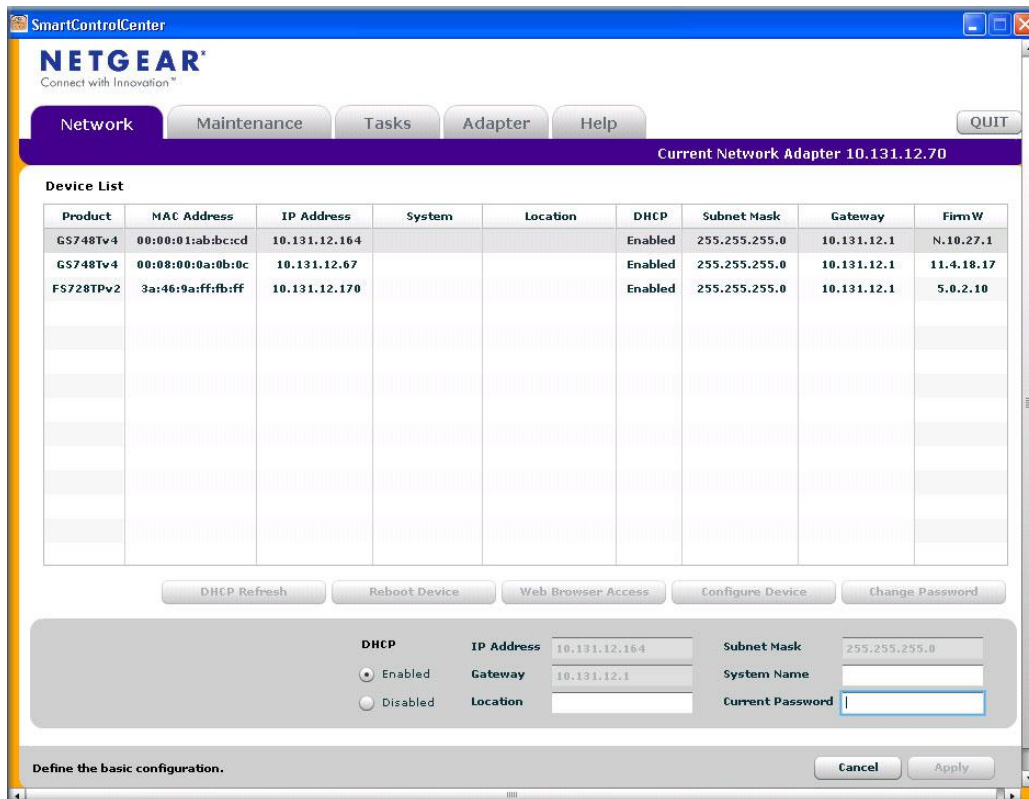 SmartControlCenter
NETGEAR®
Connect with Innovation™
Network Maintenance Tasks Adapter Help QUIT
Current Network Adapter 10.131.12.70
Device List
Product MAC Address IP Address System Location DHCP Subnet Mask Gateway FirmW
GS748Tv4 00:00:01:ab:bc:cd 10.131.12.164 Enabled 255.255.255.0 10.131.12.1 N.10.27.1
GS748Tv4 00:08:00:0a:0b:0c 10.131.12.67 Enabled 255.255.255.0 10.131.12.1 11.4.18.17
FS728TPv2 3a:46:9a:ff:fb:ff 10.131.12.170 Enabled 255.255.255.0 10.131.12.1 5.0.2.10
DHCP Refresh Reboot Device Web Browser Access Configure Device Change Password
DHCP IP Address 10.131.12.164 Subnet Mask 255.255.255.0
Enabled Gateway 10.131.12.1 System Name
Disabled Location Current Password
Define the basic configuration. Cancel Apply